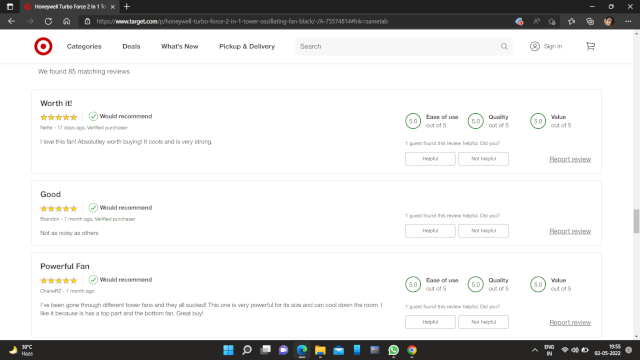 Honeywell Turbo Force 2 In 1 To
https://www.target.com/p/honeywell-turbo-force-2-in-1-tower-oscillating-fan-black/-/A-75574814#lnk=sametab
Categories Deals What's New Pickup & Delivery Search Sign in
We found 85 matching reviews
Worth it!
Would recommend
Nette - 17 days ago, Verified purchaser
I love this fan! Absolutley worth buying! It cools and is very strong.
5.0 Ease of use out of 5
5.0 Quality out of 5
5.0 Value out of 5
1 guest found this review helpful. Did you?
Helpful Not helpful Report review
Good
Would recommend
Brandon - 1 month ago, Verified purchaser
Not as noisy as others
1 guest found this review helpful. Did you?
Helpful Not helpful Report review
Powerful Fan
Would recommend
ChanelRZ - 1 month ago
I've been gone through different tower fans and they all sucked! This one is very powerful for its size and can cool down the room. I
like it because is has a top part and the bottom fan. Great buy!
5.0 Ease of use out of 5
5.0 Quality out of 5
5.0 Value out of 5
1 guest found this review helpful. Did you?
Helpful Not helpful Report review
30°C
Haze
ENG
IN
19:55
02-05-2022